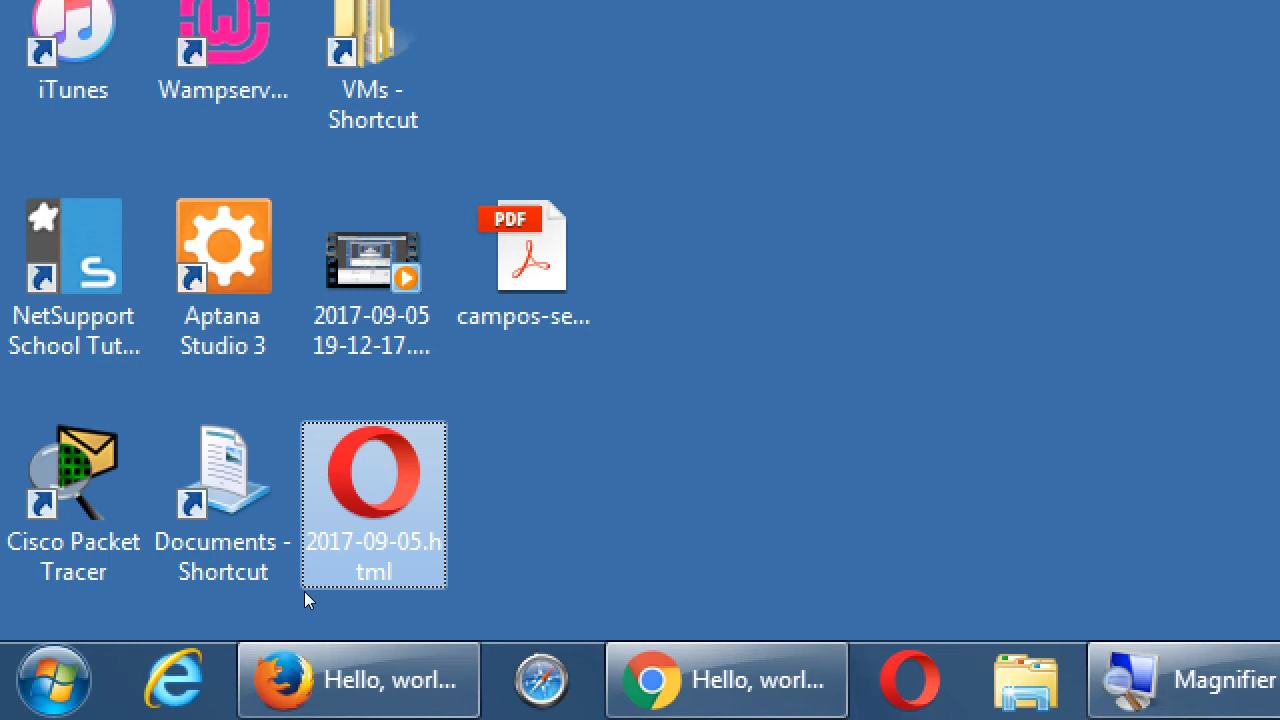 iTunes
Wampserv...
VMs -
Shortcut
NetSupport
School Tut...
Aptana
Studio 3
2017-09-05
19-12-17....
PDF
campos-se...
Cisco Packet
Tracer
Documents -
Shortcut
2017-09-05.h
tml
Hello, worl...
Hello, worl...
Magnifier